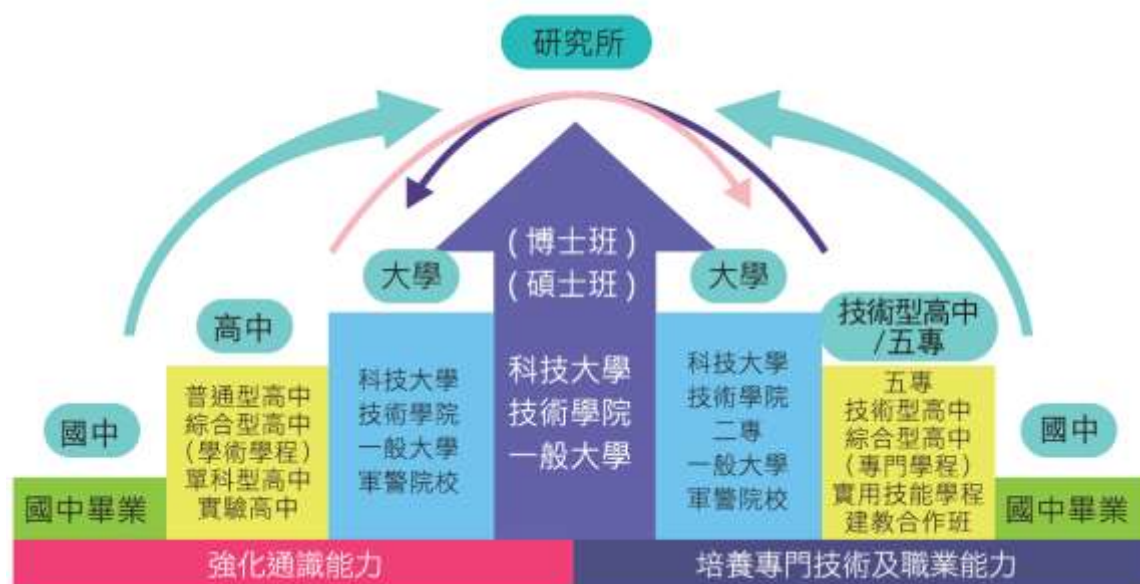 研究所
國中
國中畢業
高中
普通型高中
綜合型高中
(學術學程)
單科型高中
實驗高中
大學
科技大學
技術學院
一般大學
軍警院校
(博士班)
(碩士班)
科技大學
技術學院
一般大學
大學
科技大學
技術學院
二專
一般大學
軍警院校
技術型高中
/五專
五專
技術型高中
綜合型高中
(專門學程)
實用技能學程
建教合作班
國中
國中畢業
強化通識能力
培養專門技術及職業能力